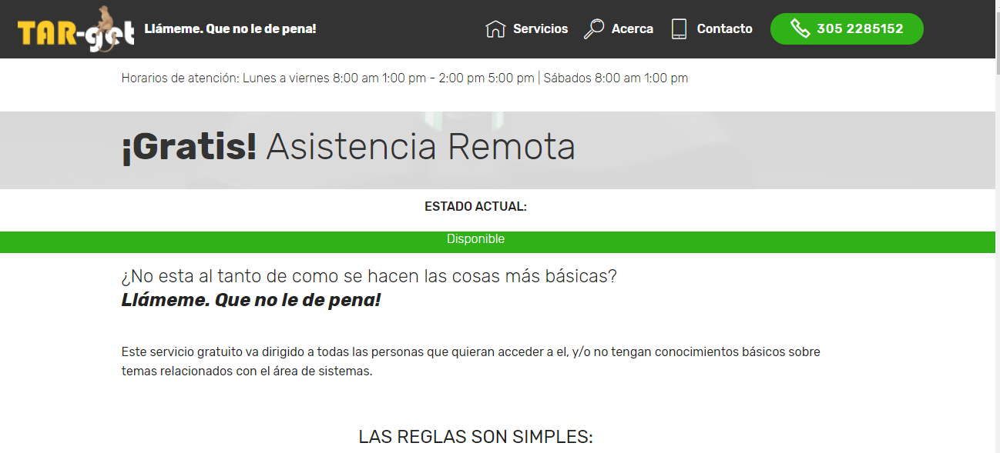 TAR-get Llámeme. Que no le de pena! Servicios Acerca Contacto 305 2285152
Horarios de atención: Lunes a viernes 8:00 am 1:00 pm - 2:00 pm 5:00 pm | Sábados 8:00 am 1:00 pm
¡Gratis! Asistencia Remota
ESTADO ACTUAL:
Disponible
¿No esta al tanto de como se hacen las cosas más básicas?
Llámeme. Que no le de pena!
Este servicio gratuito va dirigido a todas las personas que quieran acceder a el, y/o no tengan conocimientos básicos sobre
temas relacionados con el área de sistemas.
LAS REGLAS SON SIMPLES: